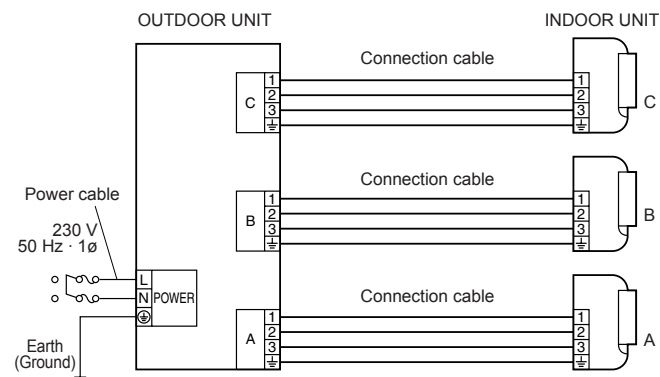 OUTDOOR UNIT
INDOOR UNIT
Connection cable
C
1
2
3
1
2
3
C
Connection cable
B
1
2
3
1
2
3
B
Power cable
230 V
50 Hz · 1ø
L
N
POWER
Earth
(Ground)
Connection cable
A
1
2
3
1
2
3
A